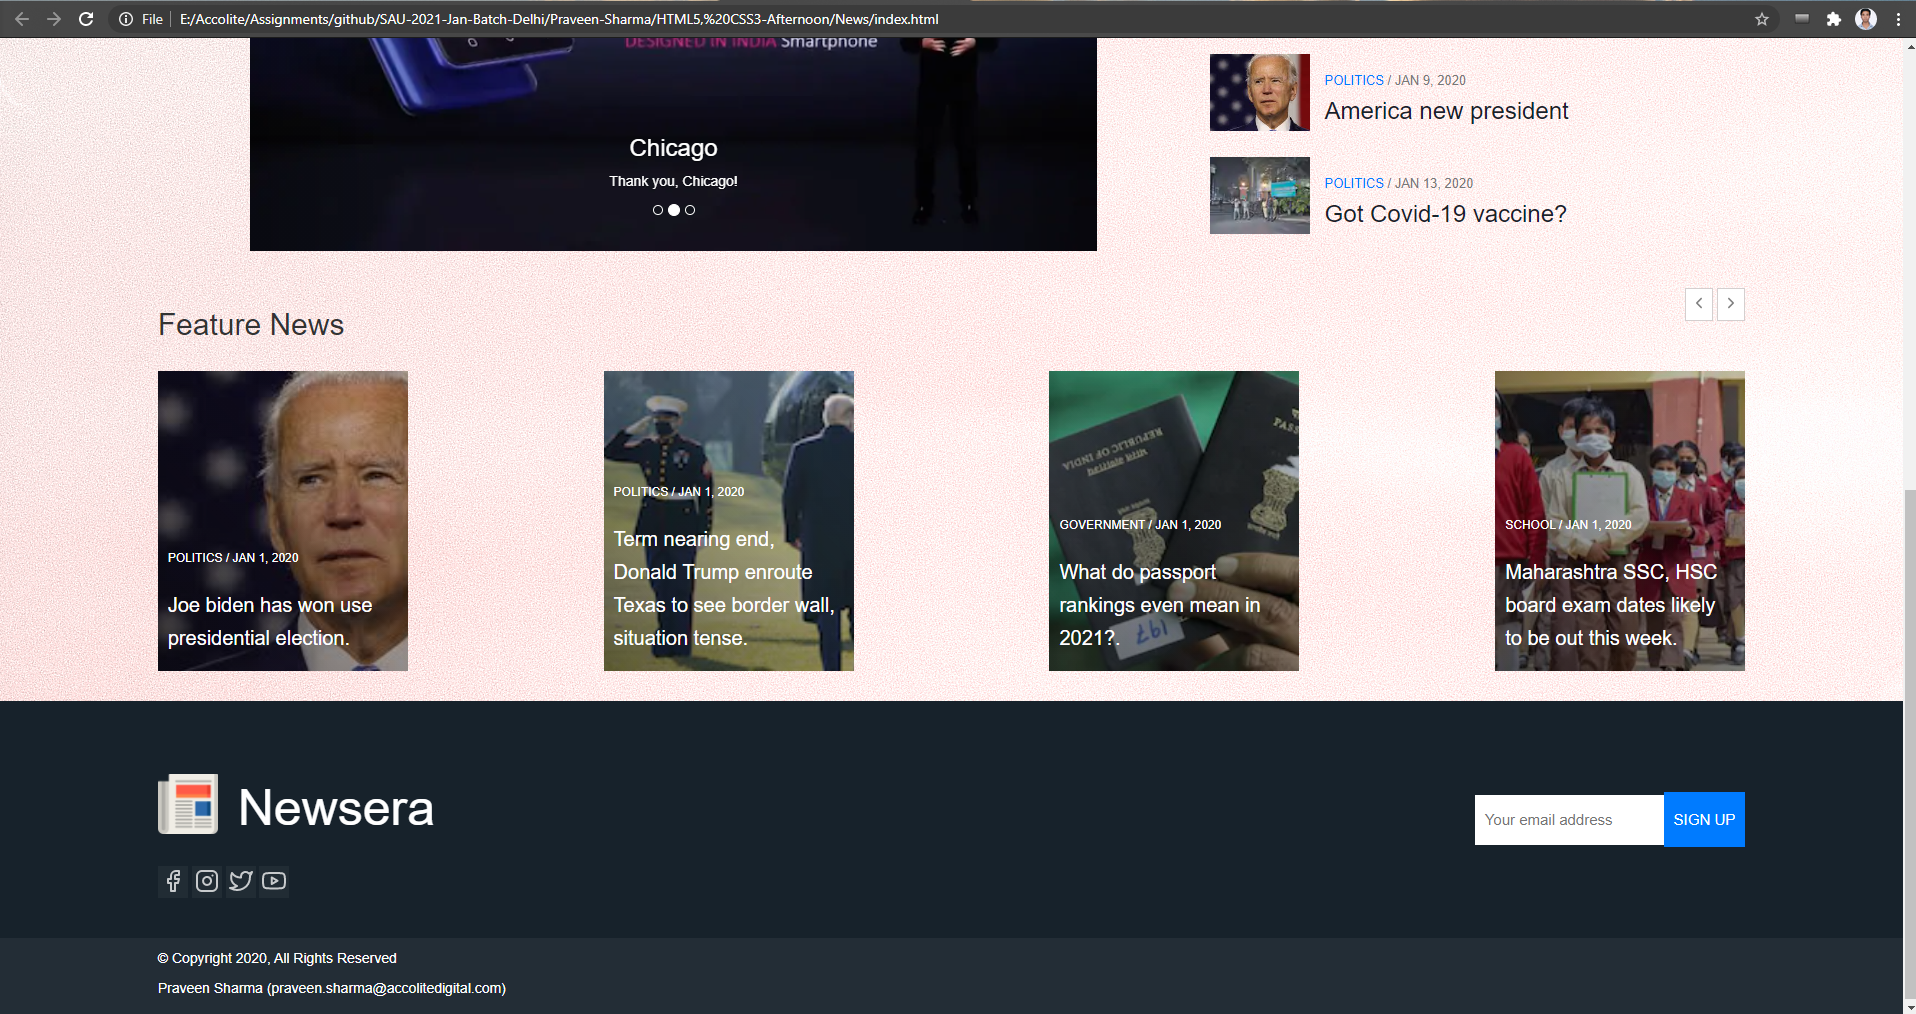 File
E:/Accolite/Assignments/github/SAU-2021-Jan-Batch-Delhi/Praveen-Sharma/HTML5,%20CSS3-Afternoon/News/index.html
DESIGNED IN INDIA Smartphone
Chicago
Thank you, Chicago!
POLITICS / JAN 9, 2020
America new president
POLITICS / JAN 13, 2020
Got Covid-19 vaccine?
Feature News
POLITICS / JAN 1, 2020
Joe biden has won use
presidential election.
POLITICS / JAN 1, 2020
Term nearing end,
Donald Trump enroute
Texas to see border wall,
situation tense.
REPUBLIC OF INDIA
PASS
GOVERNMENT / JAN 1, 2020
What do passport
rankings even mean in
2021?.
SCHOOL / JAN 1, 2020
Maharashtra SSC, HSC
board exam dates likely
to be out this week.
Newsera
Your email address
SIGN UP
© Copyright 2020, All Rights Reserved
Praveen Sharma (praveen.sharma@accolitedigital.com)